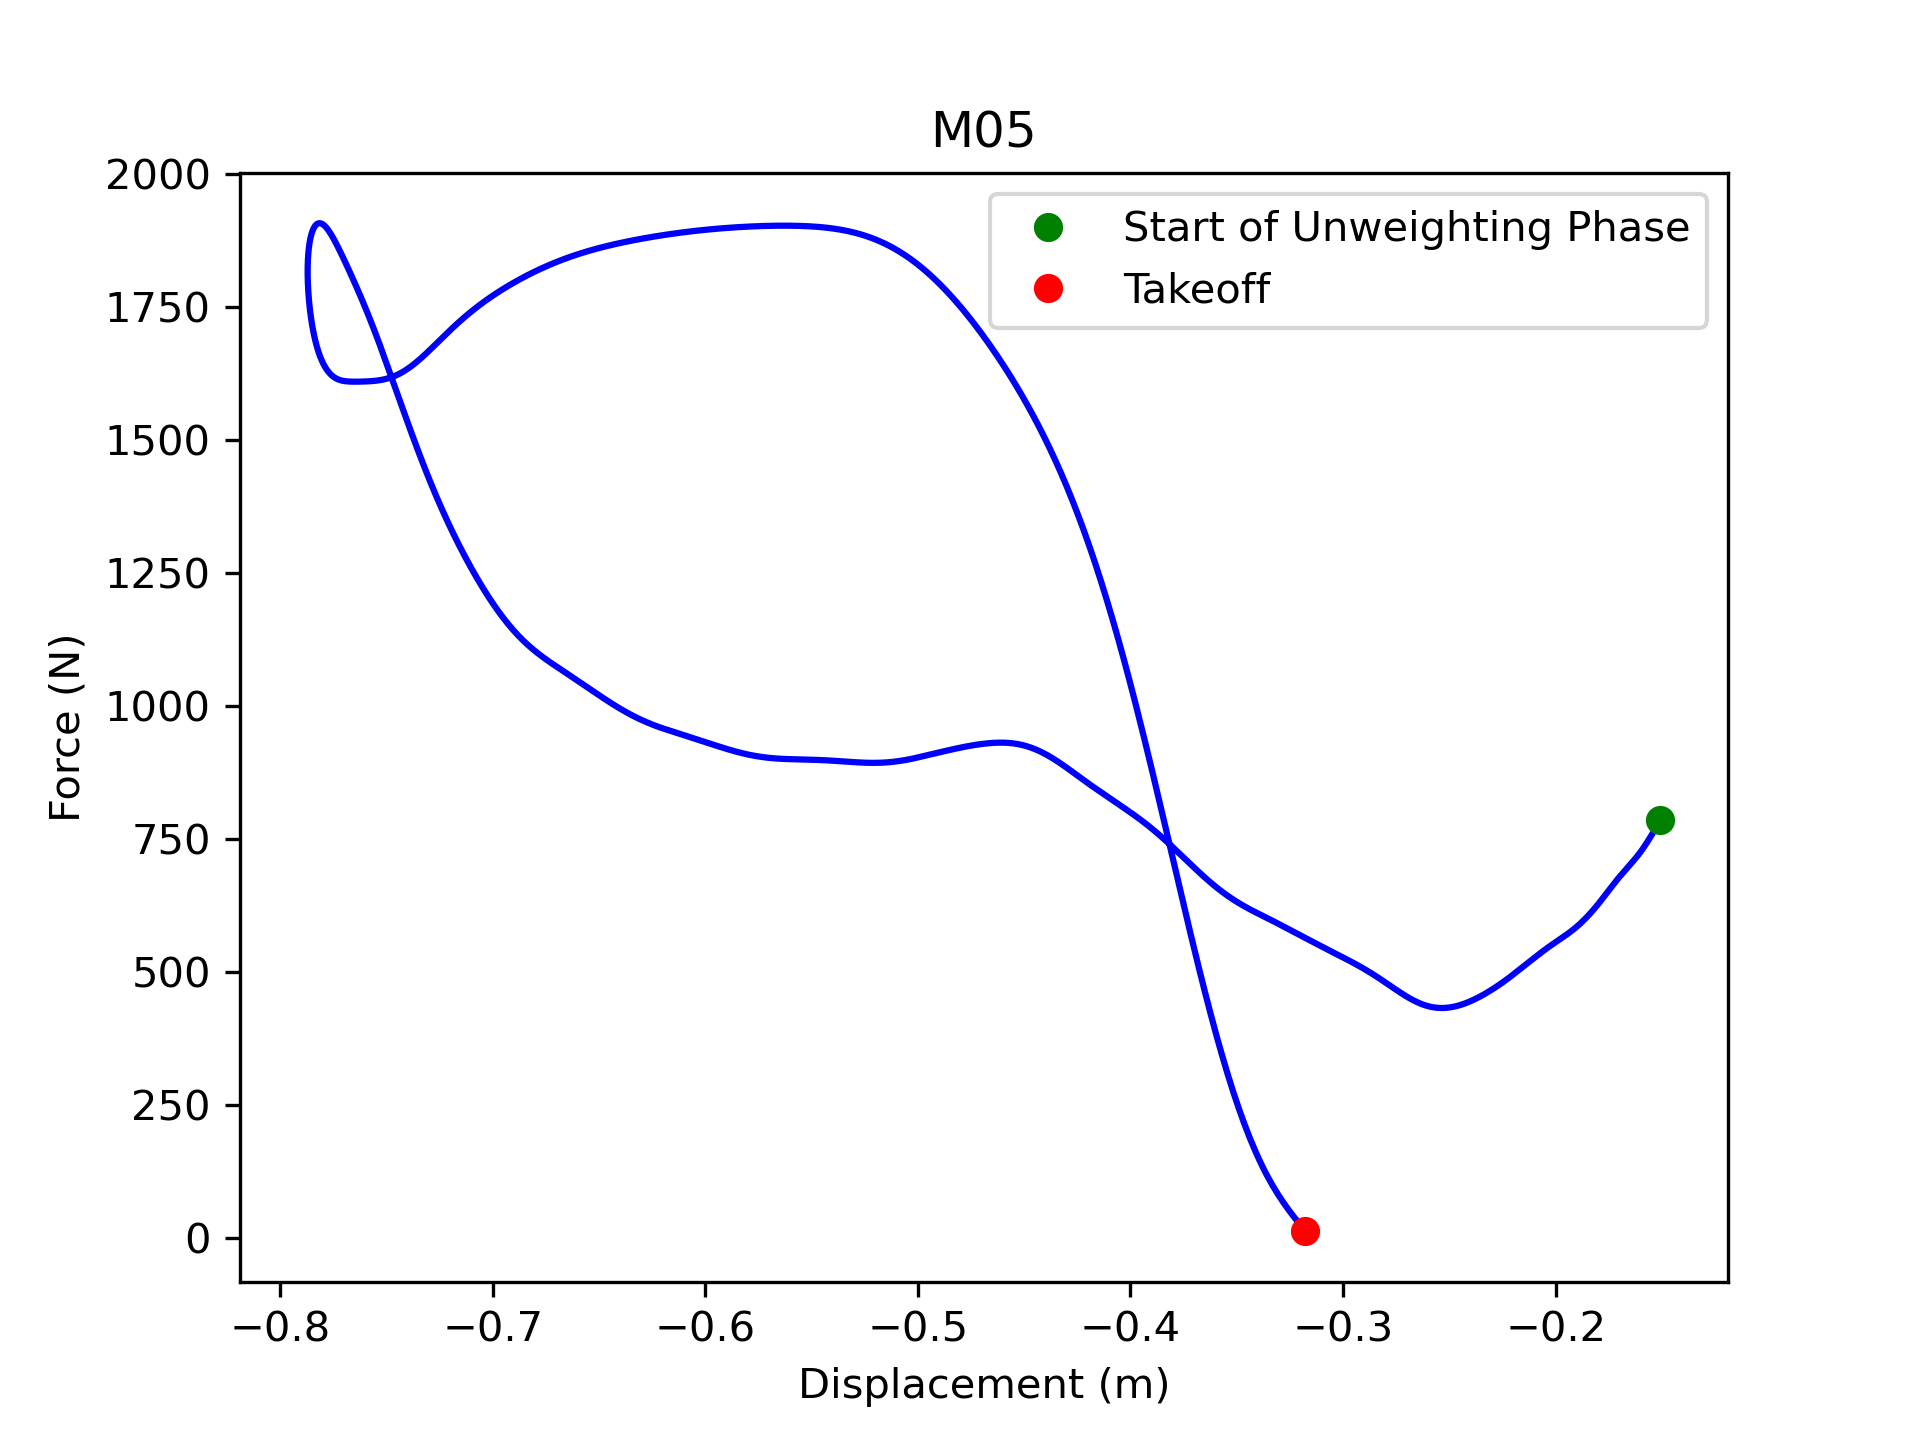 M05
2000
1750
1500
1250
1000
750
500
250
0
Force (N)
Start of Unweighting Phase
Takeoff
−0.8 −0.7 −0.6 −0.5 −0.4 −0.3 −0.2
Displacement (m)